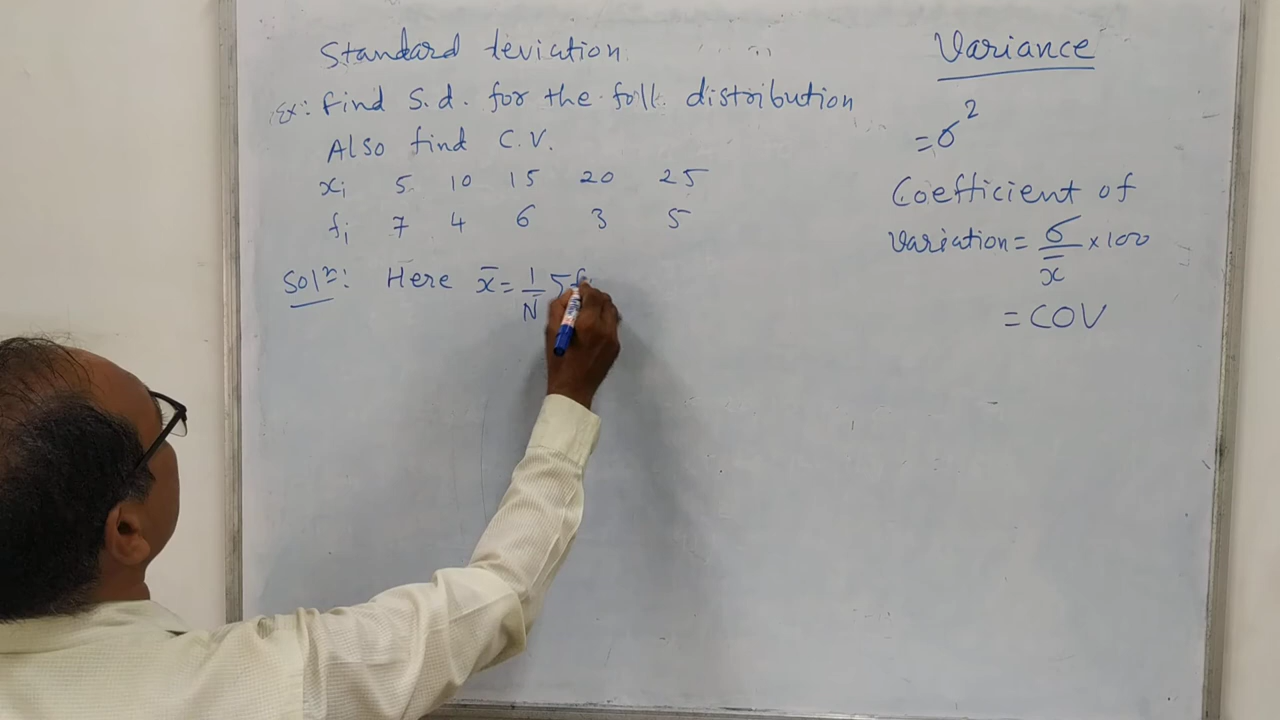 Standard deviation
Ex: Find S.d. for the foll. distribution
Also find C.V.
xi 5 10 15 20 25
fi 7 4 6 3 5
Solⁿ: Here x̄ = 1/N Σf
Variance
= σ²
Coefficient of
Variation = σ/x̄ × 100
= COV